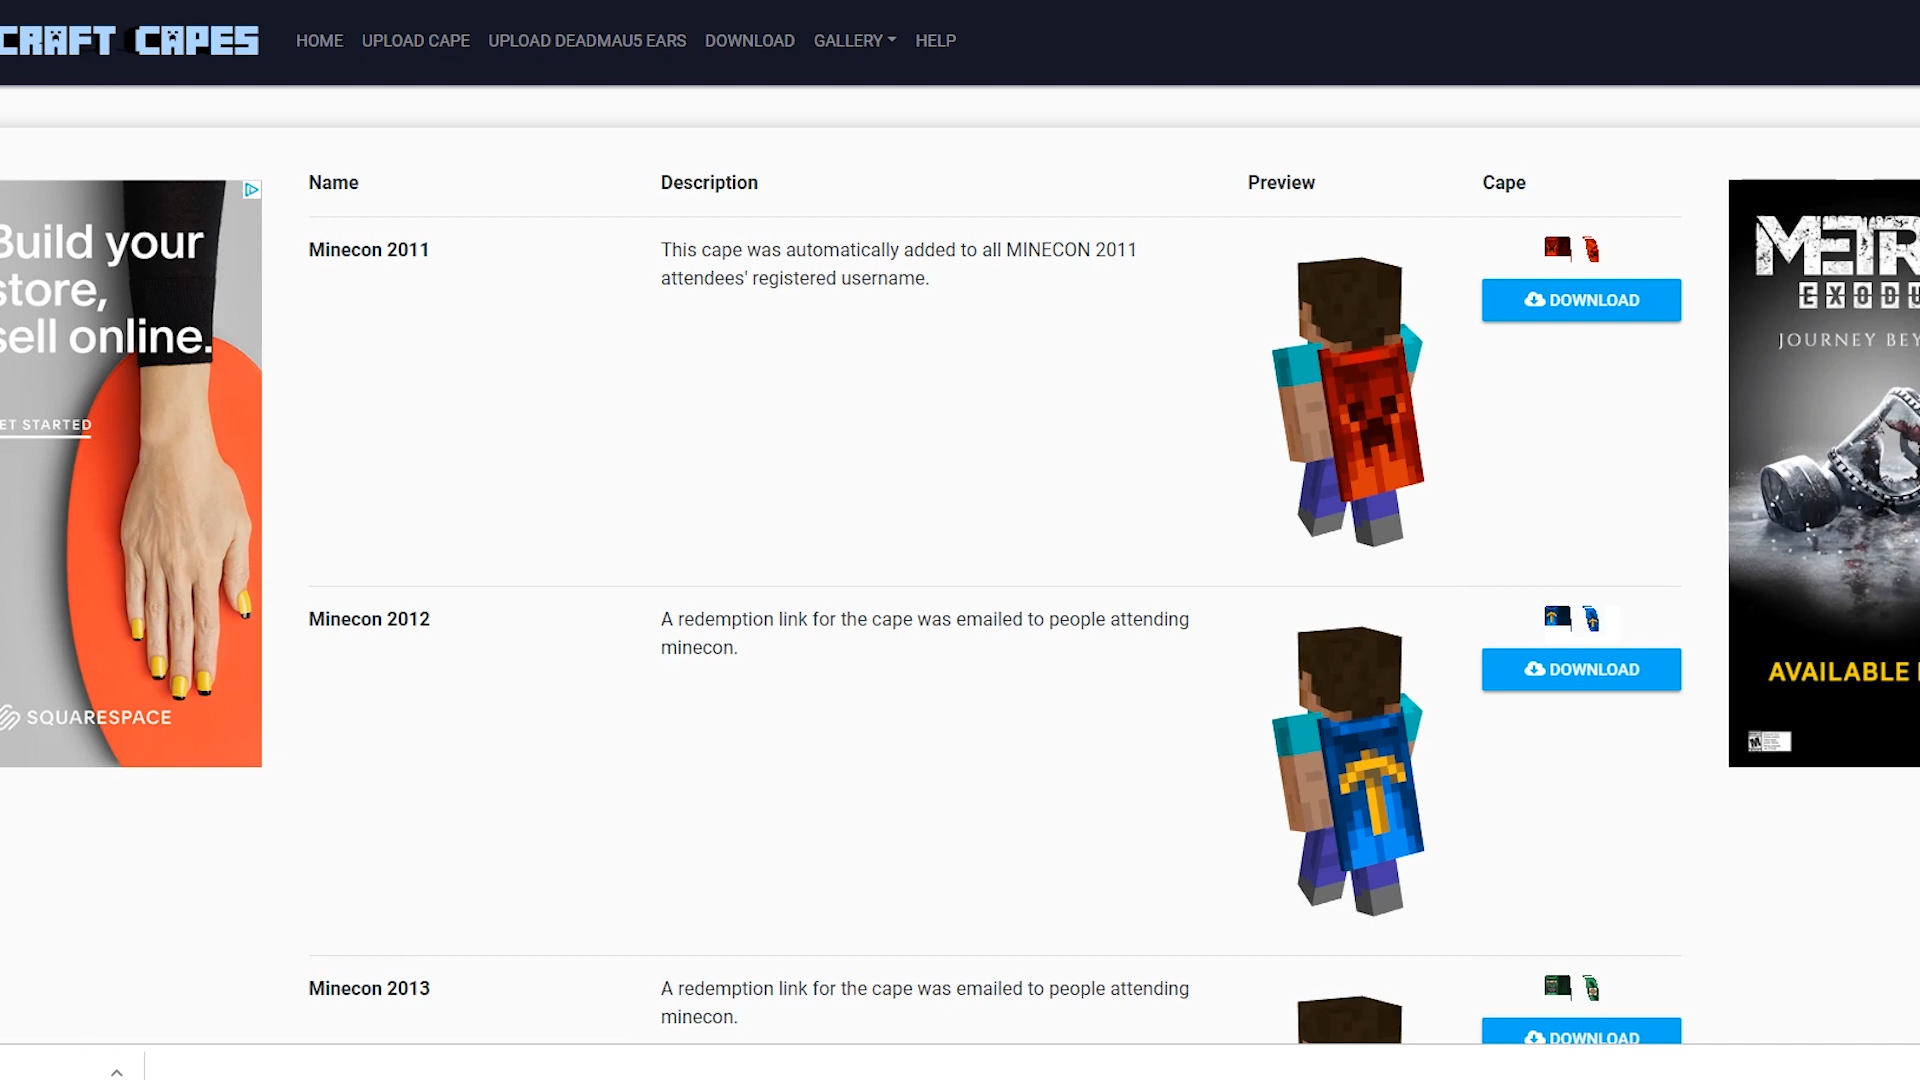 CRAFT CAPES
HOME UPLOAD CAPE UPLOAD DEADMAU5 EARS DOWNLOAD GALLERY HELP
Name Description Preview Cape
Minecon 2011
This cape was automatically added to all MINECON 2011
attendees' registered username.
DOWNLOAD
Minecon 2012
A redemption link for the cape was emailed to people attending
minecon.
DOWNLOAD
Minecon 2013
A redemption link for the cape was emailed to people attending
minecon.
DOWNLOAD
Build your
store,
sell online.
ET STARTED
SQUARESPACE
METR
EXODU
JOURNEY BEY
AVAILABLE
M